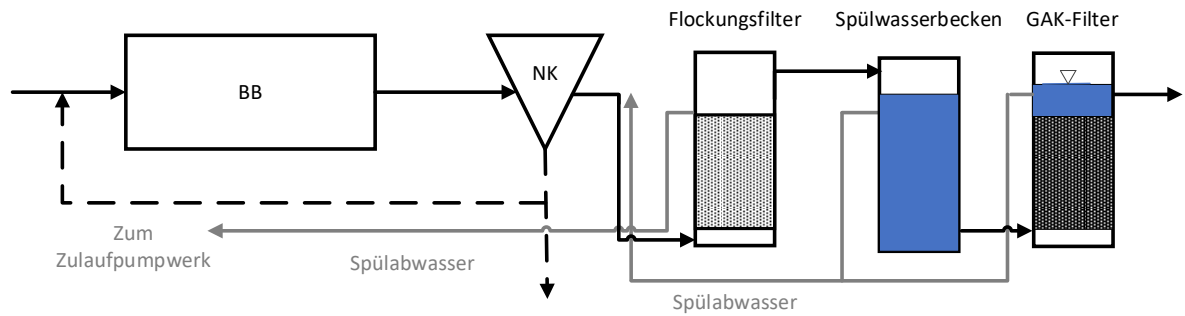 Flockungsfilter
Spülwasserbecken
GAK-Filter
BB
NK
Zum
Zulaufpumpwerk
Spülabwasser
Spülabwasser